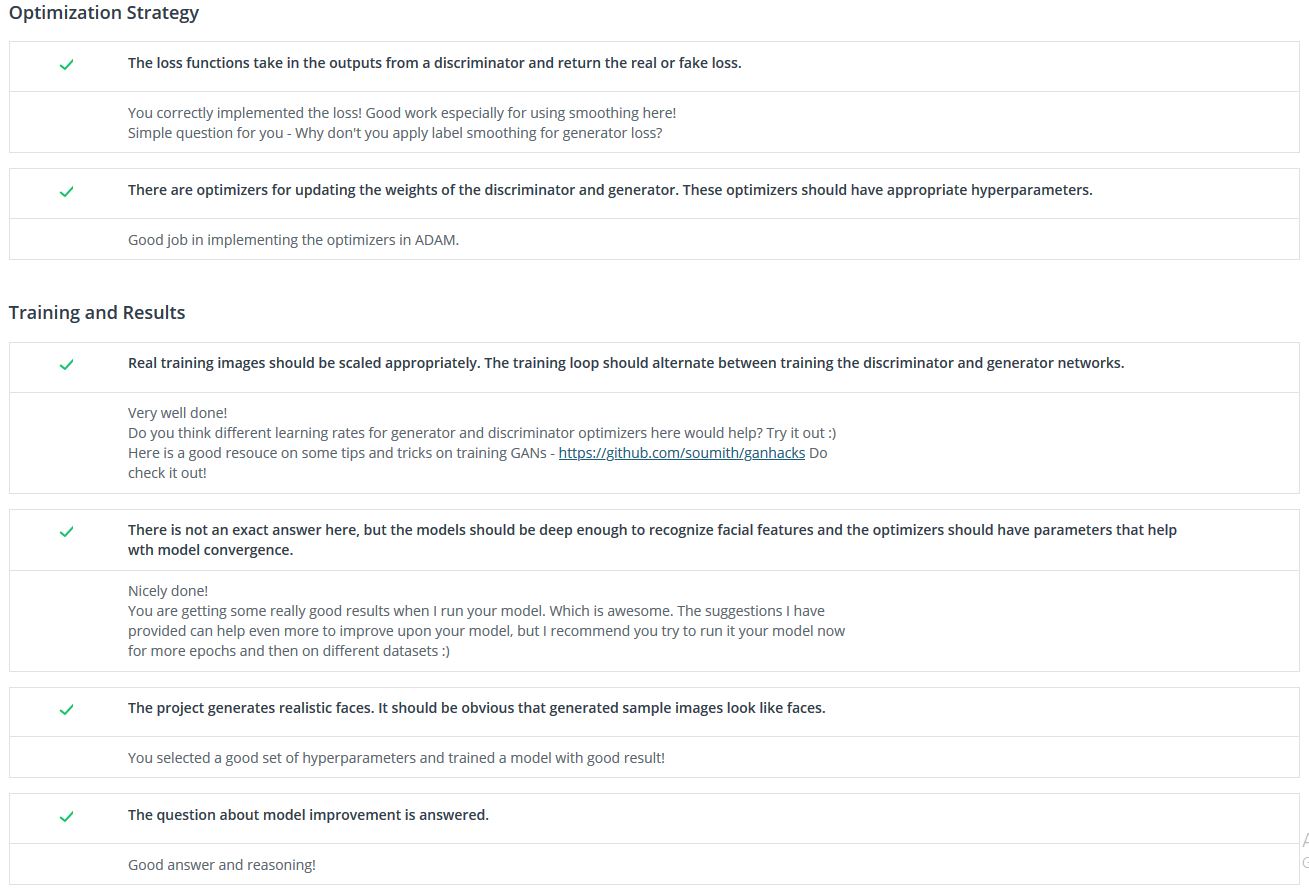 Optimization Strategy
The loss functions take in the outputs from a discriminator and return the real or fake loss.
You correctly implemented the loss! Good work especially for using smoothing here!
Simple question for you - Why don't you apply label smoothing for generator loss?
There are optimizers for updating the weights of the discriminator and generator. These optimizers should have appropriate hyperparameters.
Good job in implementing the optimizers in ADAM.
Training and Results
Real training images should be scaled appropriately. The training loop should alternate between training the discriminator and generator networks.
Very well done!
Do you think different learning rates for generator and discriminator optimizers here would help? Try it out :)
Here is a good resouce on some tips and tricks on training GANs - https://github.com/soumith/ganhacks Do
check it out!
There is not an exact answer here, but the models should be deep enough to recognize facial features and the optimizers should have parameters that help
wth model convergence.
Nicely done!
You are getting some really good results when I run your model. Which is awesome. The suggestions I have
provided can help even more to improve upon your model, but I recommend you try to run it your model now
for more epochs and then on different datasets :)
The project generates realistic faces. It should be obvious that generated sample images look like faces.
You selected a good set of hyperparameters and trained a model with good result!
The question about model improvement is answered.
Good answer and reasoning!